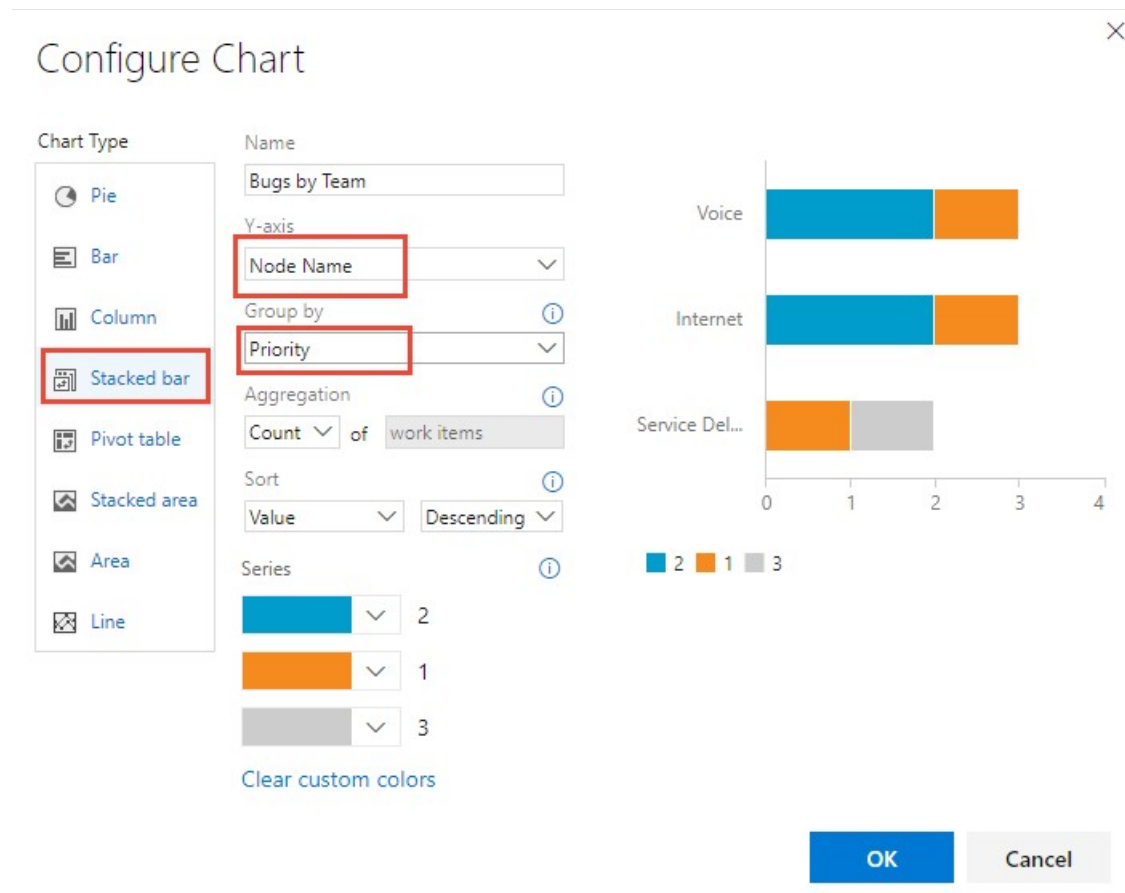 Configure Chart
Chart Type
Pie
Bar
Column
Stacked bar
Pivot table
Stacked area
Area
Line
Name
Bugs by Team
Y-axis
Node Name
Group by
Priority
Aggregation
Count of work items
Sort
Value Descending
Series
2
1
3
Clear custom colors
Voice
Internet
Service Del...
0 1 2 3 4
2 1 3
OK Cancel